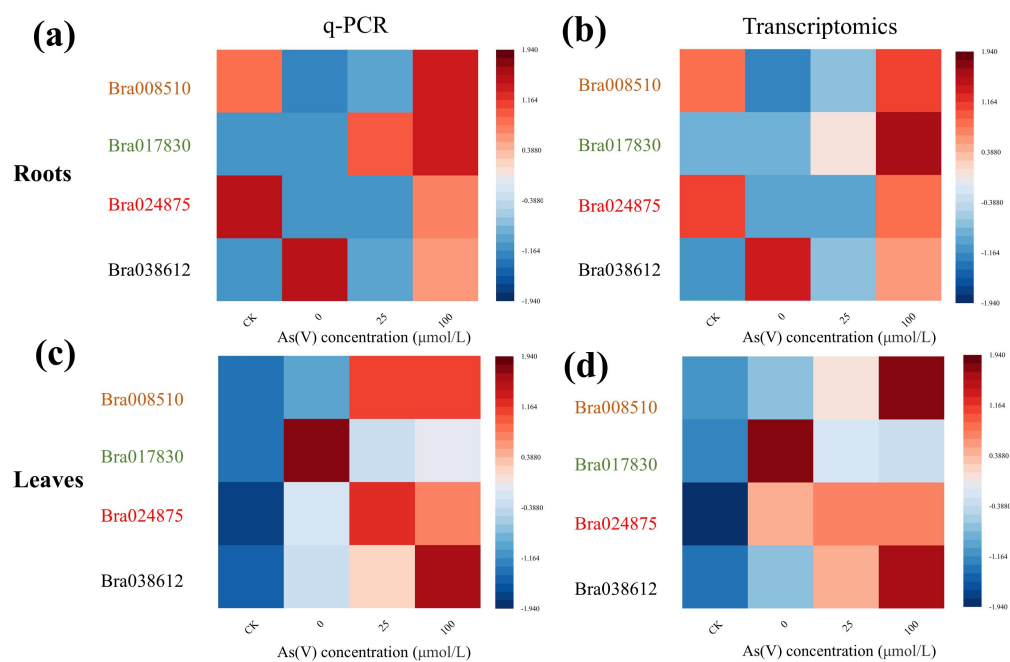 (a)
q-PCR
(b)
Transcriptomics
Roots
Bra008510
Bra017830
Bra024875
Bra038612
1.940
1.164
0.3880
-0.3880
-1.164
-1.940
CK
0
25
100
As(V) concentration (μmol/L)
Bra008510
Bra017830
Bra024875
Bra038612
1.940
1.164
0.3880
-0.3880
-1.164
-1.940
CK
0
25
100
As(V) concentration (μmol/L)
(c)
(d)
Leaves
Bra008510
Bra017830
Bra024875
Bra038612
1.940
1.164
0.3880
-0.3880
-1.164
-1.940
CK
0
25
100
As(V) concentration (μmol/L)
Bra008510
Bra017830
Bra024875
Bra038612
1.940
1.164
0.3880
-0.3880
-1.164
-1.940
CK
0
25
100
As(V) concentration (μmol/L)